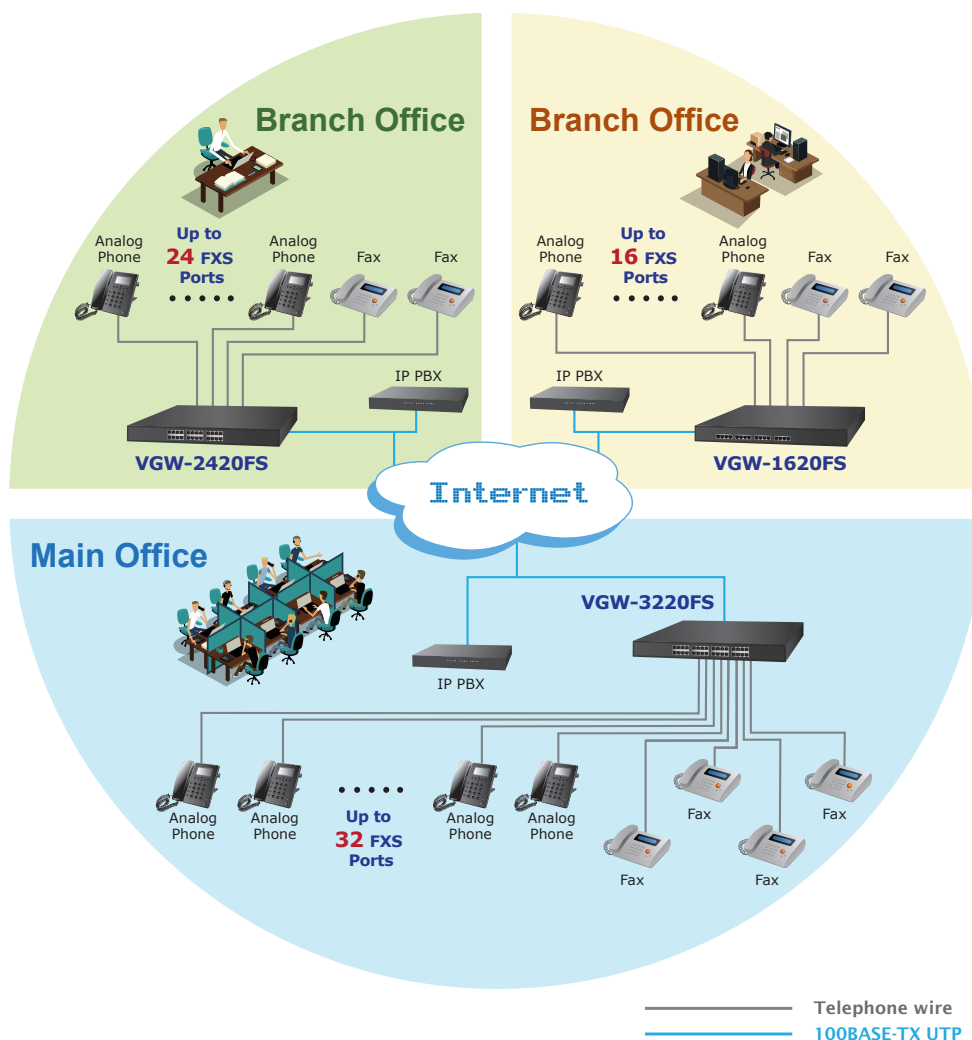 Branch Office
Analog
Phone
Up to
24 FXS
Ports
Analog
Phone
Fax
Fax
IP PBX
VGW-2420FS
Branch Office
Analog
Phone
Up to
16 FXS
Ports
Analog
Phone
Fax
Fax
IP PBX
VGW-1620FS
Internet
Main Office
VGW-3220FS
IP PBX
Analog
Phone
Analog
Phone
Up to
32 FXS
Ports
Analog
Phone
Analog
Phone
Fax
Fax
Fax
Fax
Telephone wire
100BASE-TX UTP